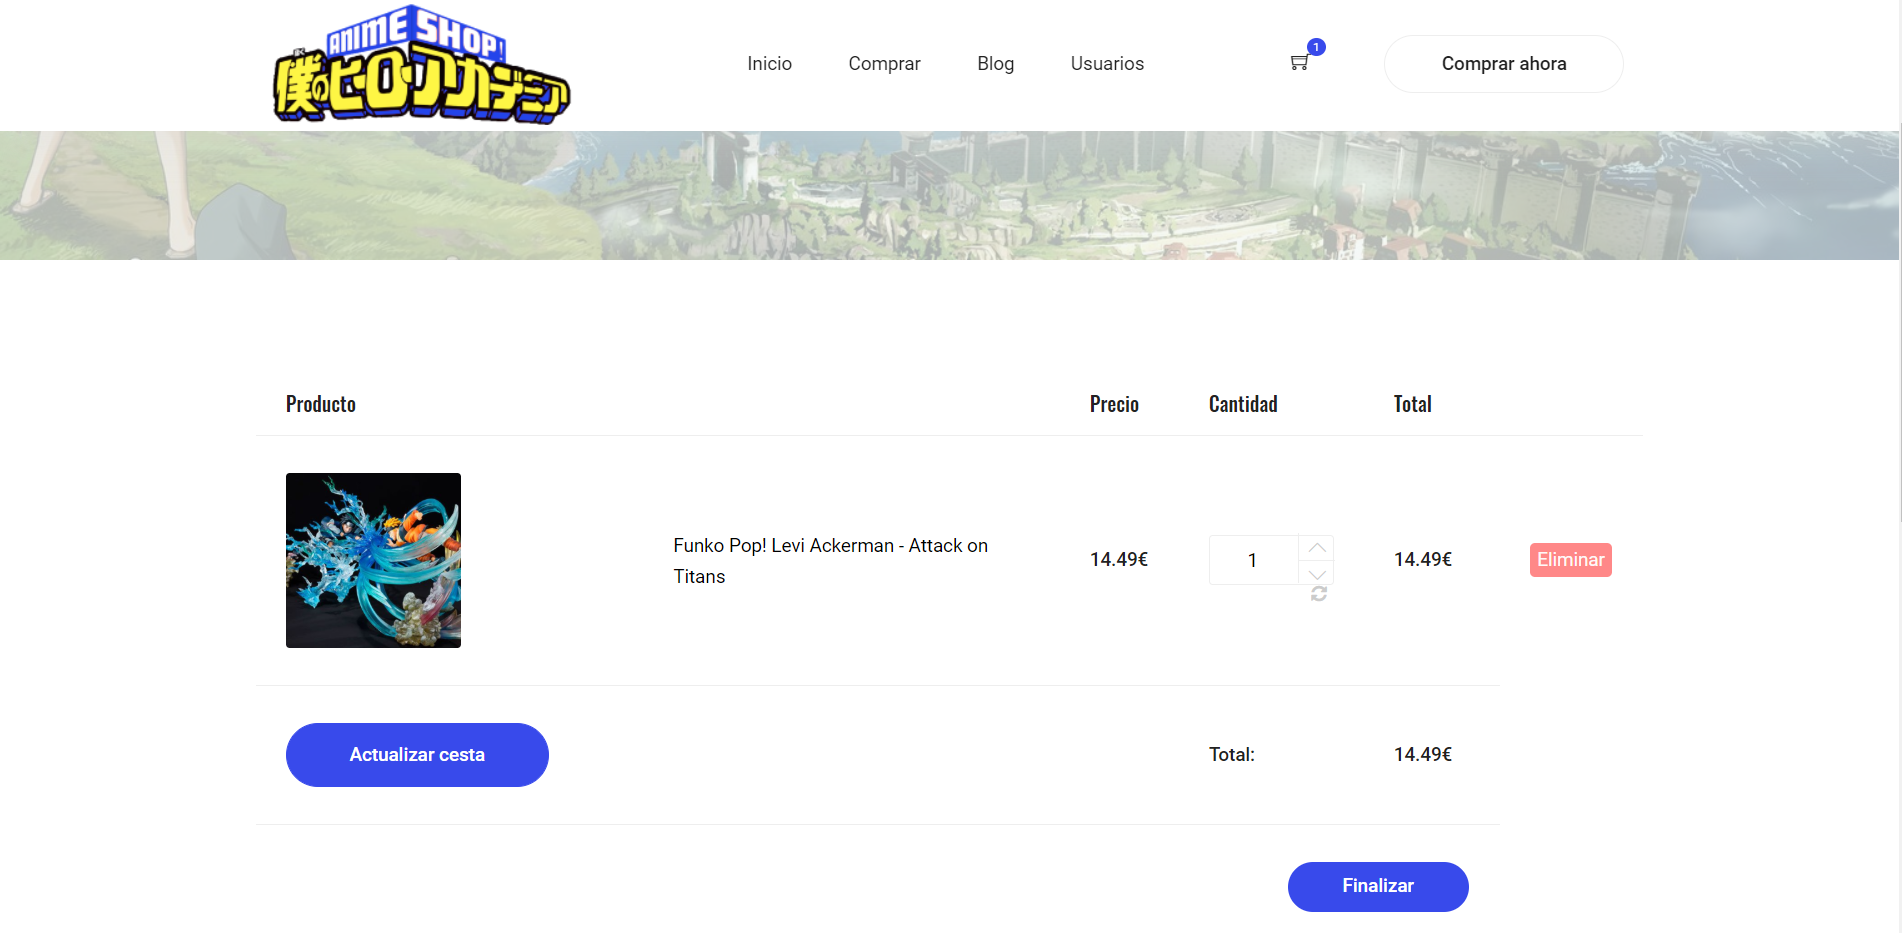 ANIME SHOP!
僕のヒーローアカデミア
Inicio
Comprar
Blog
Usuarios
1
Comprar ahora
Producto
Precio
Cantidad
Total
Funko Pop! Levi Ackerman - Attack on
Titans
14.49€
1
14.49€
Eliminar
Actualizar cesta
Total:
14.49€
Finalizar